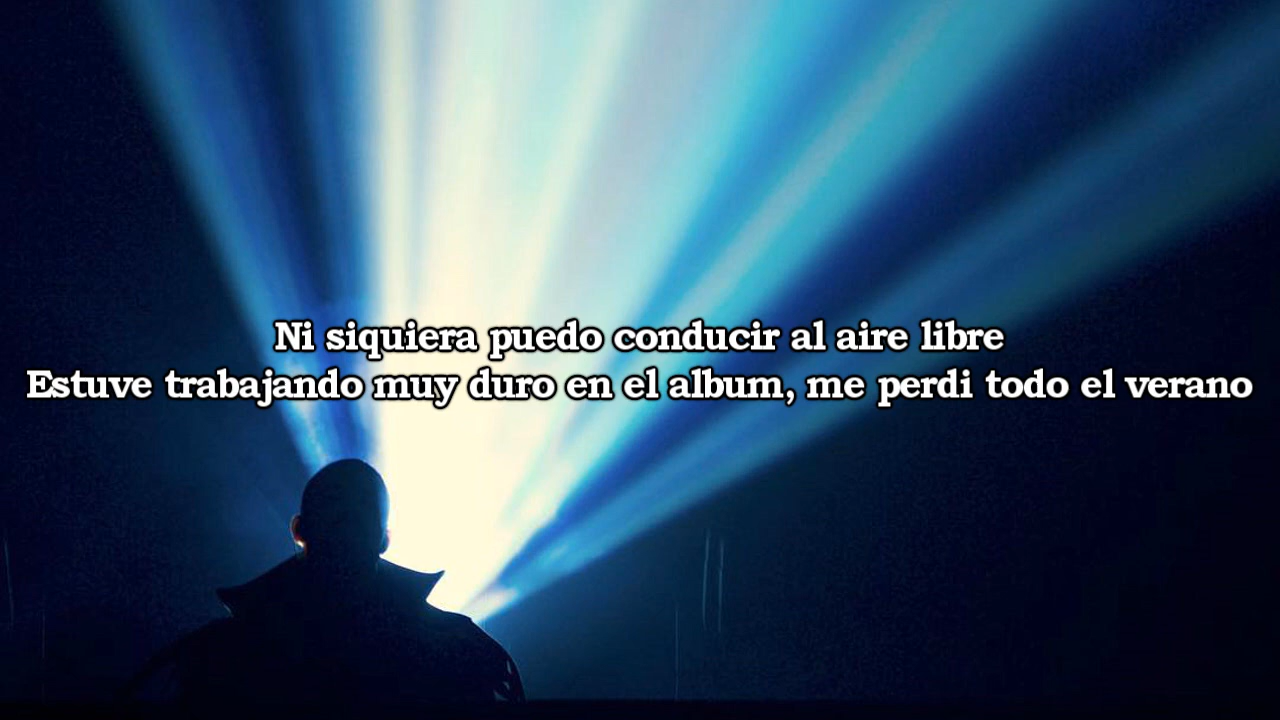 Ni siquiera puedo conducir al aire libre
Estuve trabajando muy duro en el album, me perdi todo el verano